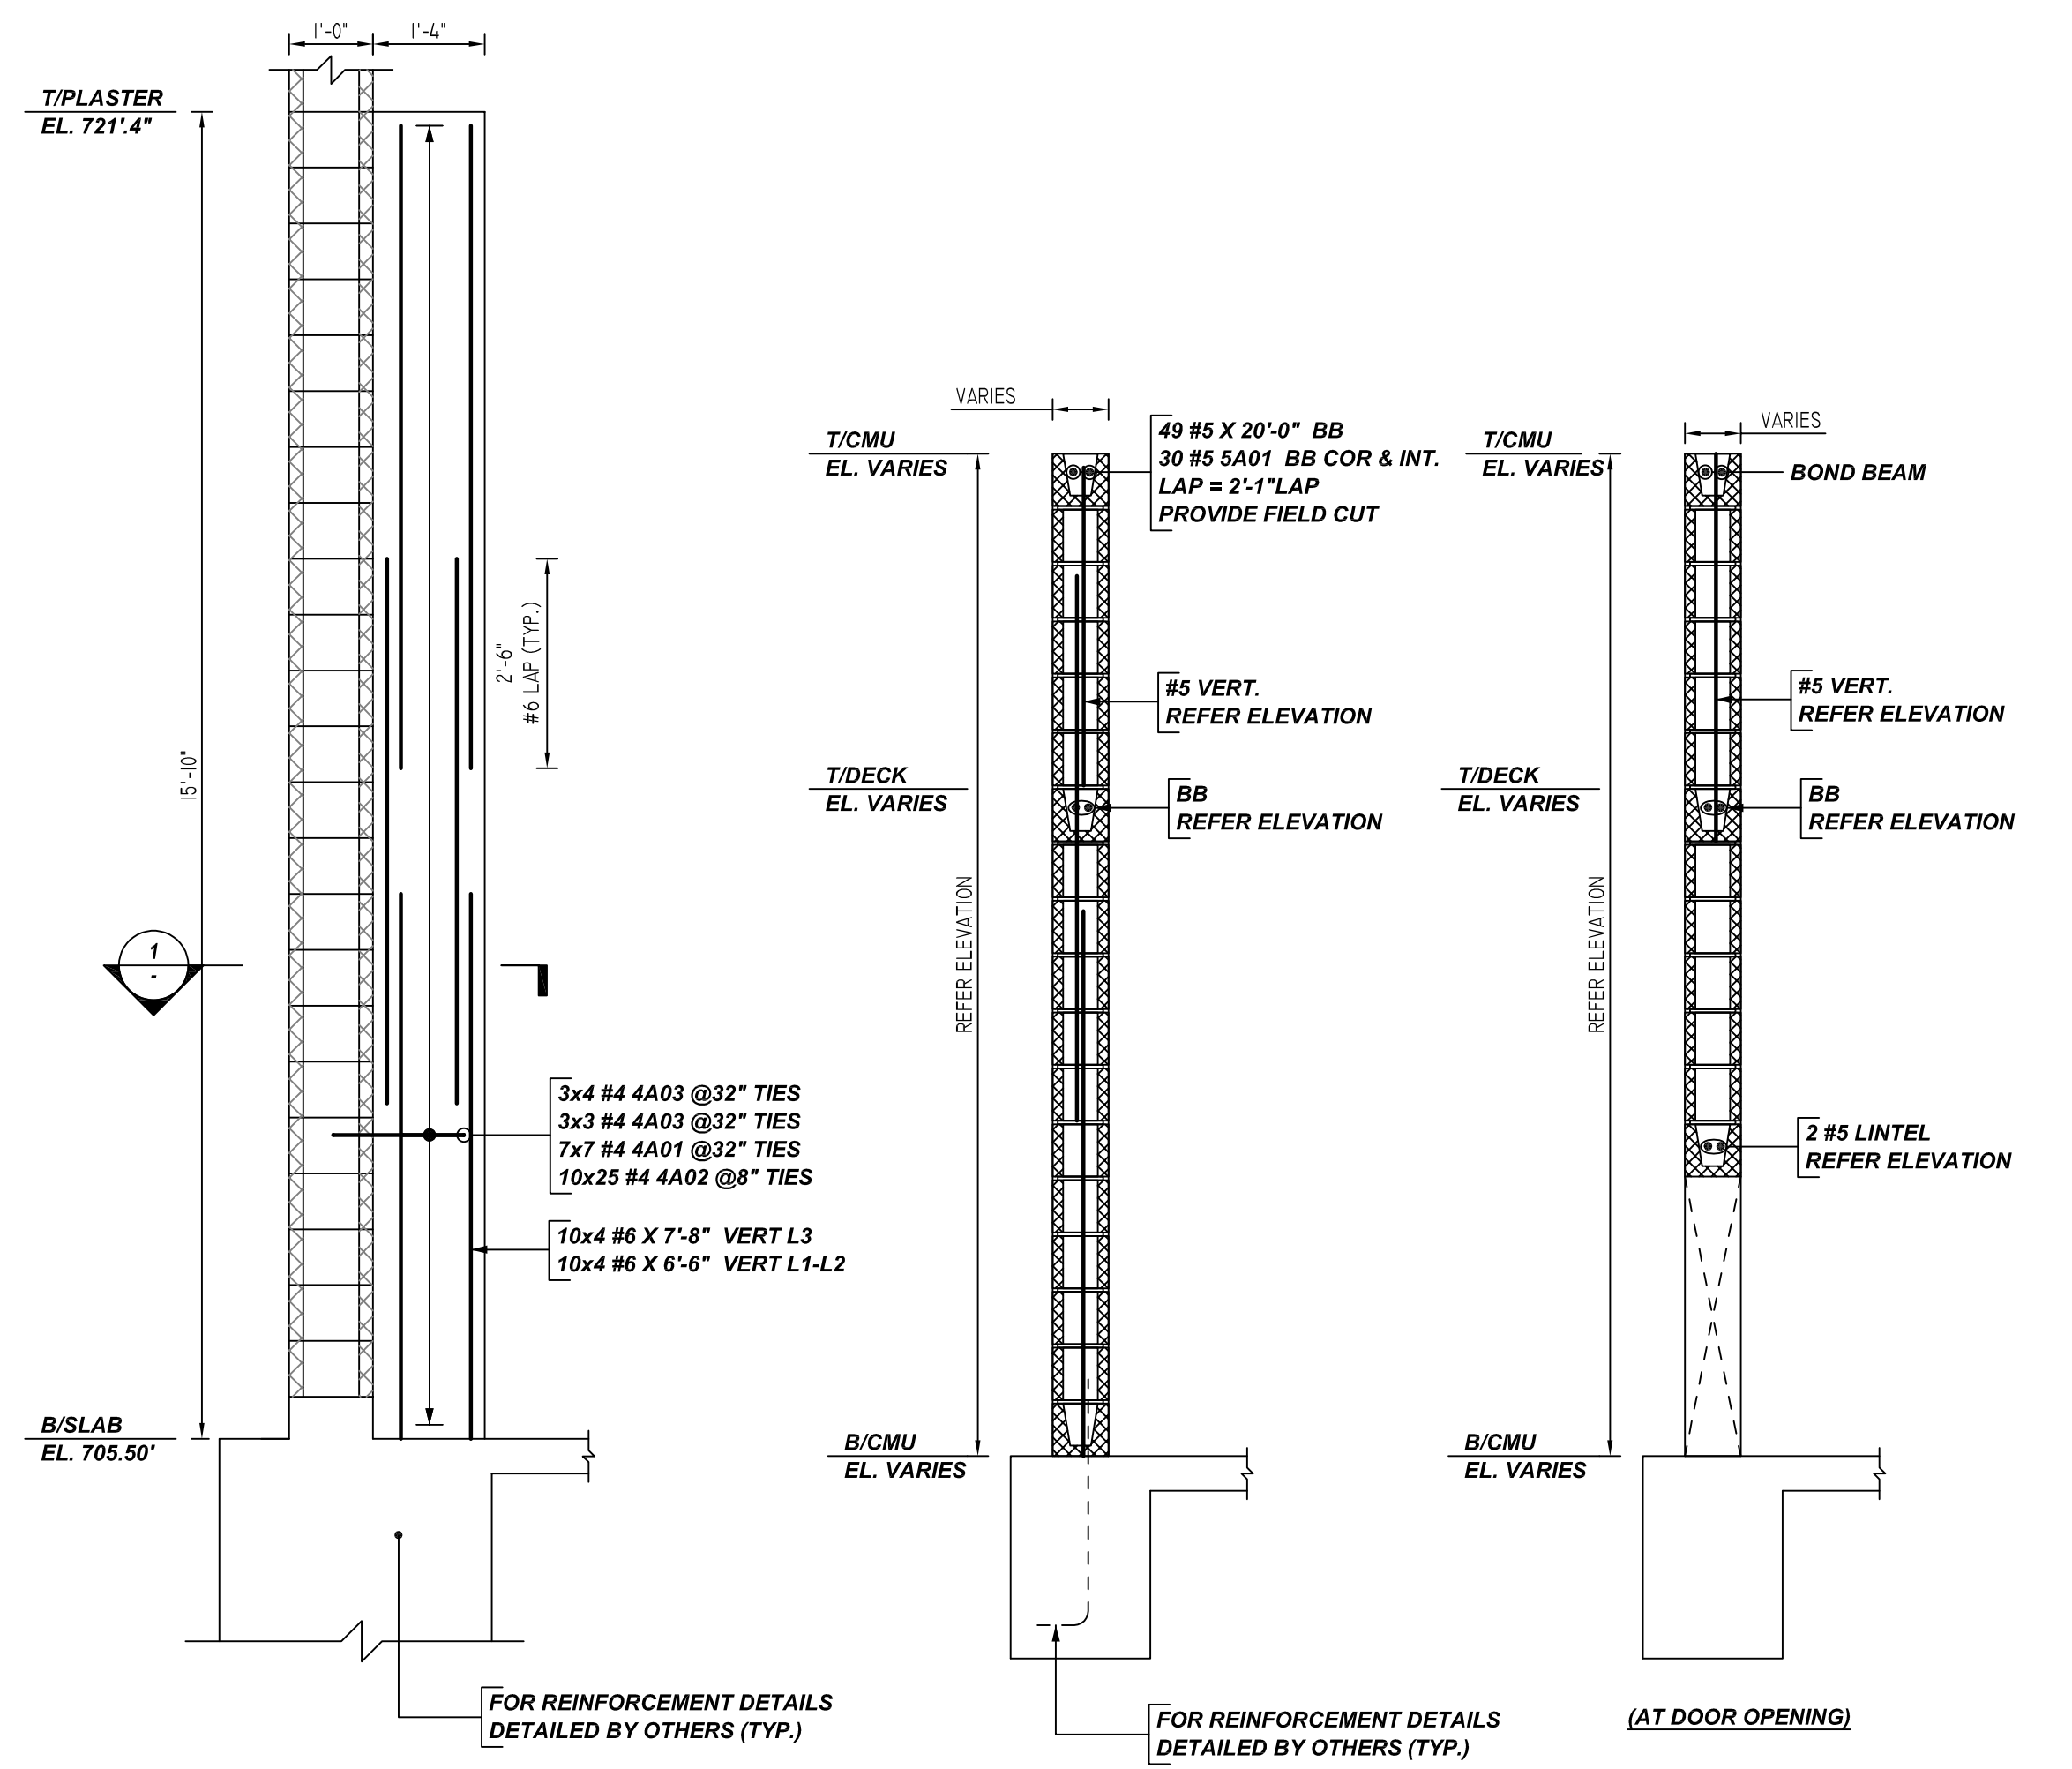 1'-0"
1'-4"
T/PLASTER
EL. 721'.4"
15'-10"
2'-6"
#6 LAP (TYP.)
1
-
3x4 #4 4A03 @32" TIES
3x3 #4 4A03 @32" TIES
7x7 #4 4A01 @32" TIES
10x25 #4 4A02 @8" TIES
10x4 #6 X 7'-8" VERT L3
10x4 #6 X 6'-6" VERT L1-L2
B/SLAB
EL. 705.50'
FOR REINFORCEMENT DETAILS
DETAILED BY OTHERS (TYP.)
VARIES
T/CMU
EL. VARIES
49 #5 X 20'-0" BB
30 #5 5A01 BB COR & INT.
LAP = 2'-1"LAP
PROVIDE FIELD CUT
#5 VERT.
REFER ELEVATION
T/DECK
EL. VARIES
BB
REFER ELEVATION
REFER ELEVATION
B/CMU
EL. VARIES
FOR REINFORCEMENT DETAILS
DETAILED BY OTHERS (TYP.)
VARIES
T/CMU
EL. VARIES
BOND BEAM
#5 VERT.
REFER ELEVATION
T/DECK
EL. VARIES
BB
REFER ELEVATION
REFER ELEVATION
2 #5 LINTEL
REFER ELEVATION
B/CMU
EL. VARIES
(AT DOOR OPENING)